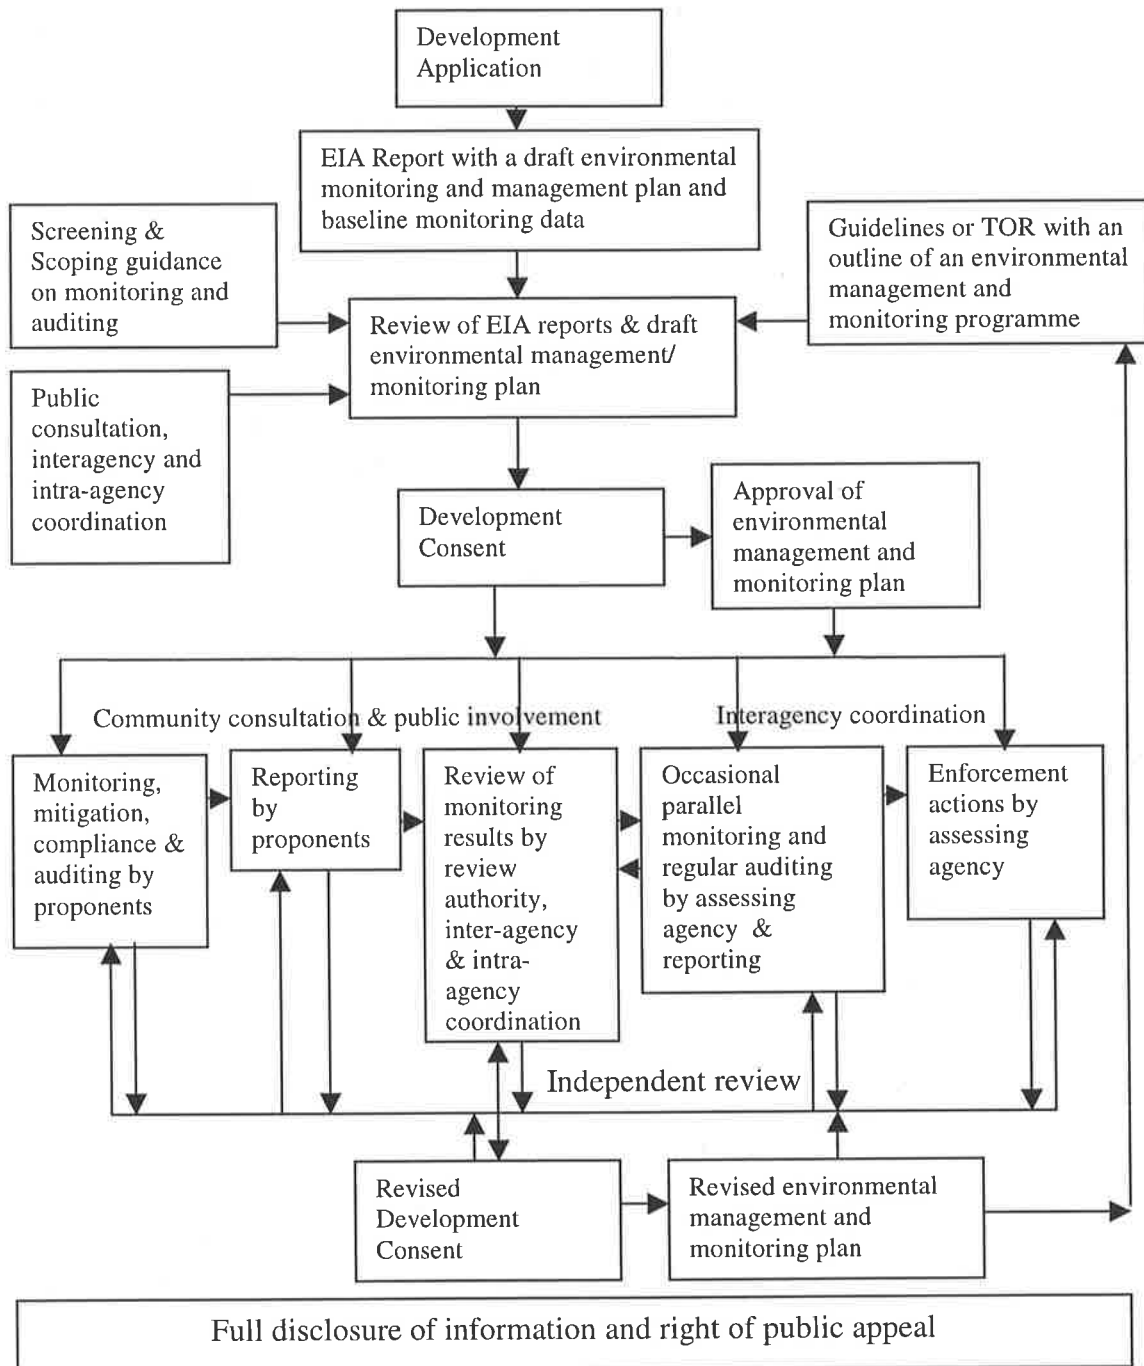 Development
Application
EIA Report with a draft environmental
monitoring and management plan and
baseline monitoring data
Screening &
Scoping guidance
on monitoring and
auditing
Guidelines or TOR with an
outline of an environmental
management and
monitoring programme
Review of EIA reports & draft
environmental management/
monitoring plan
Public
consultation,
interagency and
intra-agency
coordination
Development
Consent
Approval of
environmental
management and
monitoring plan
Community consultation & public involvement
Interagency coordination
Monitoring,
mitigation,
compliance &
auditing by
proponents
Reporting
by
proponents
Review of
monitoring
results by
review
authority,
inter-agency
& intra-
agency
coordination
Occasional
parallel
monitoring and
regular auditing
by assessing
agency &
reporting
Enforcement
actions by
assessing
agency
Independent review
Revised
Development
Consent
Revised environmental
management and
monitoring plan
Full disclosure of information and right of public appeal